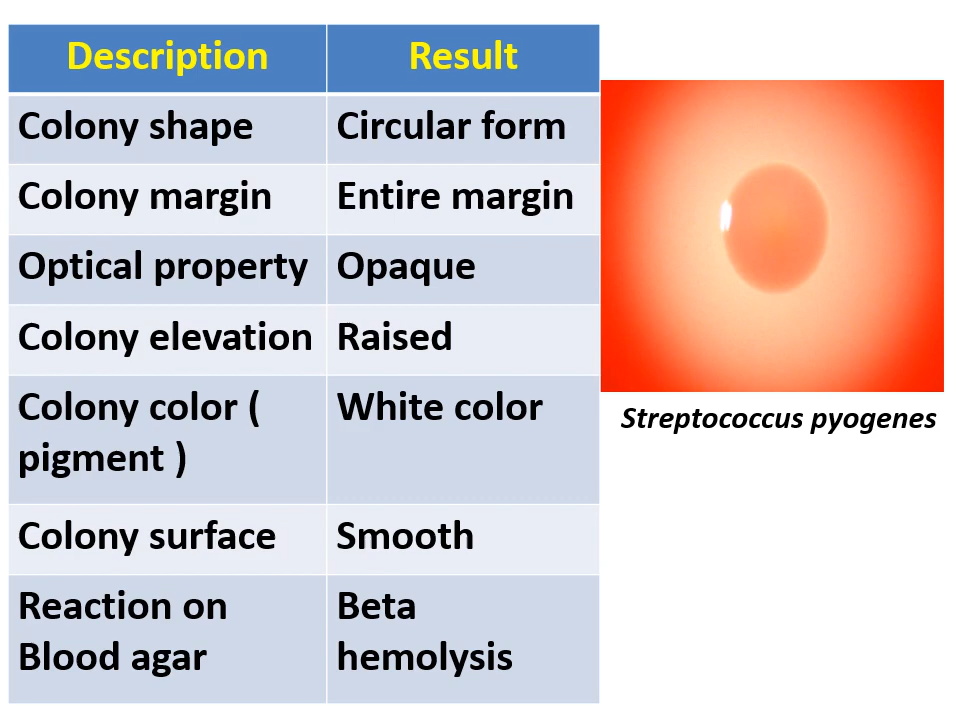 Description Result
Colony shape Circular form
Colony margin Entire margin
Optical property Opaque
Colony elevation Raised
Colony color ( White color
pigment )
Colony surface Smooth
Reaction on Beta
Blood agar hemolysis
Streptococcus pyogenes